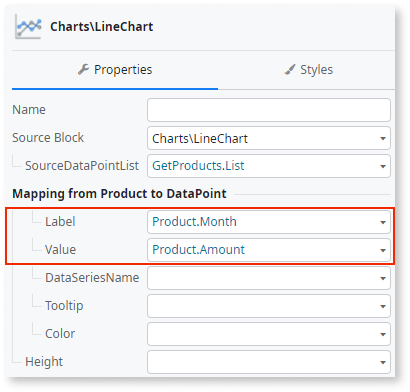 Charts\LineChart
Properties
Styles
Name
Source Block Charts\LineChart
SourceDataPointList GetProducts.List
Mapping from Product to DataPoint
Label Product.Month
Value Product.Amount
DataSeriesName
Tooltip
Color
Height